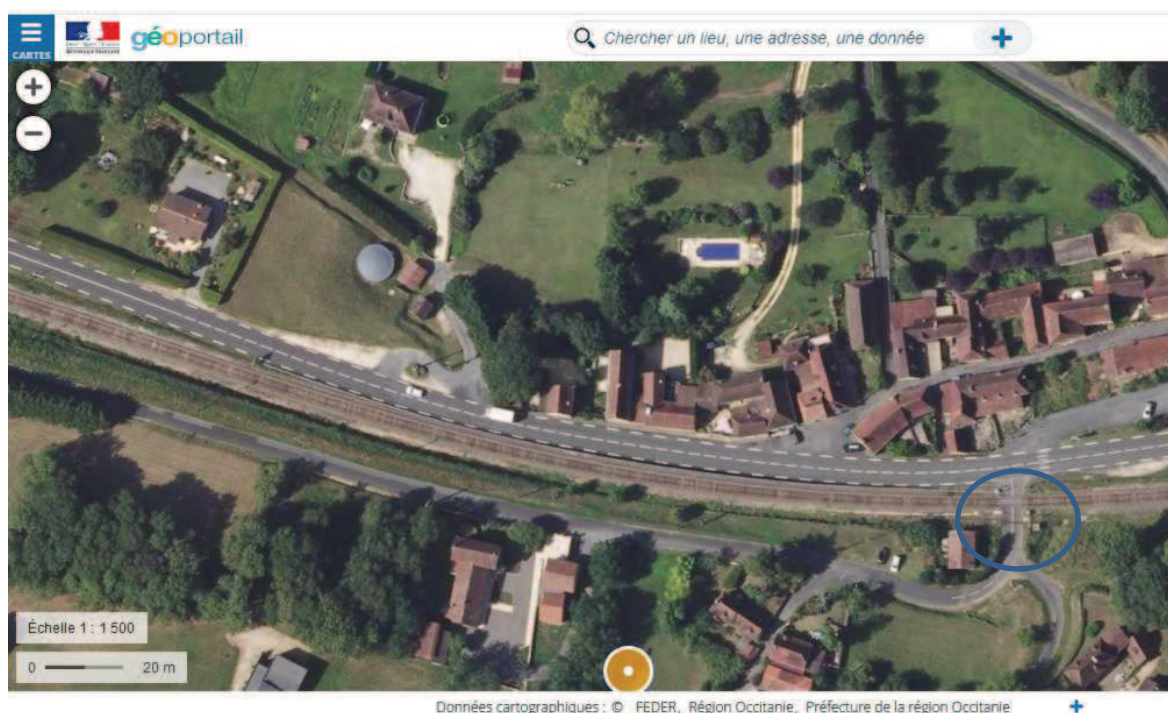 CARTES
géoportail
Chercher un lieu, une adresse, une donnée
Échelle 1 : 1 500
0 20 m
Données cartographiques : © FEDER, Région Occitanie, Préfecture de la région Occitanie